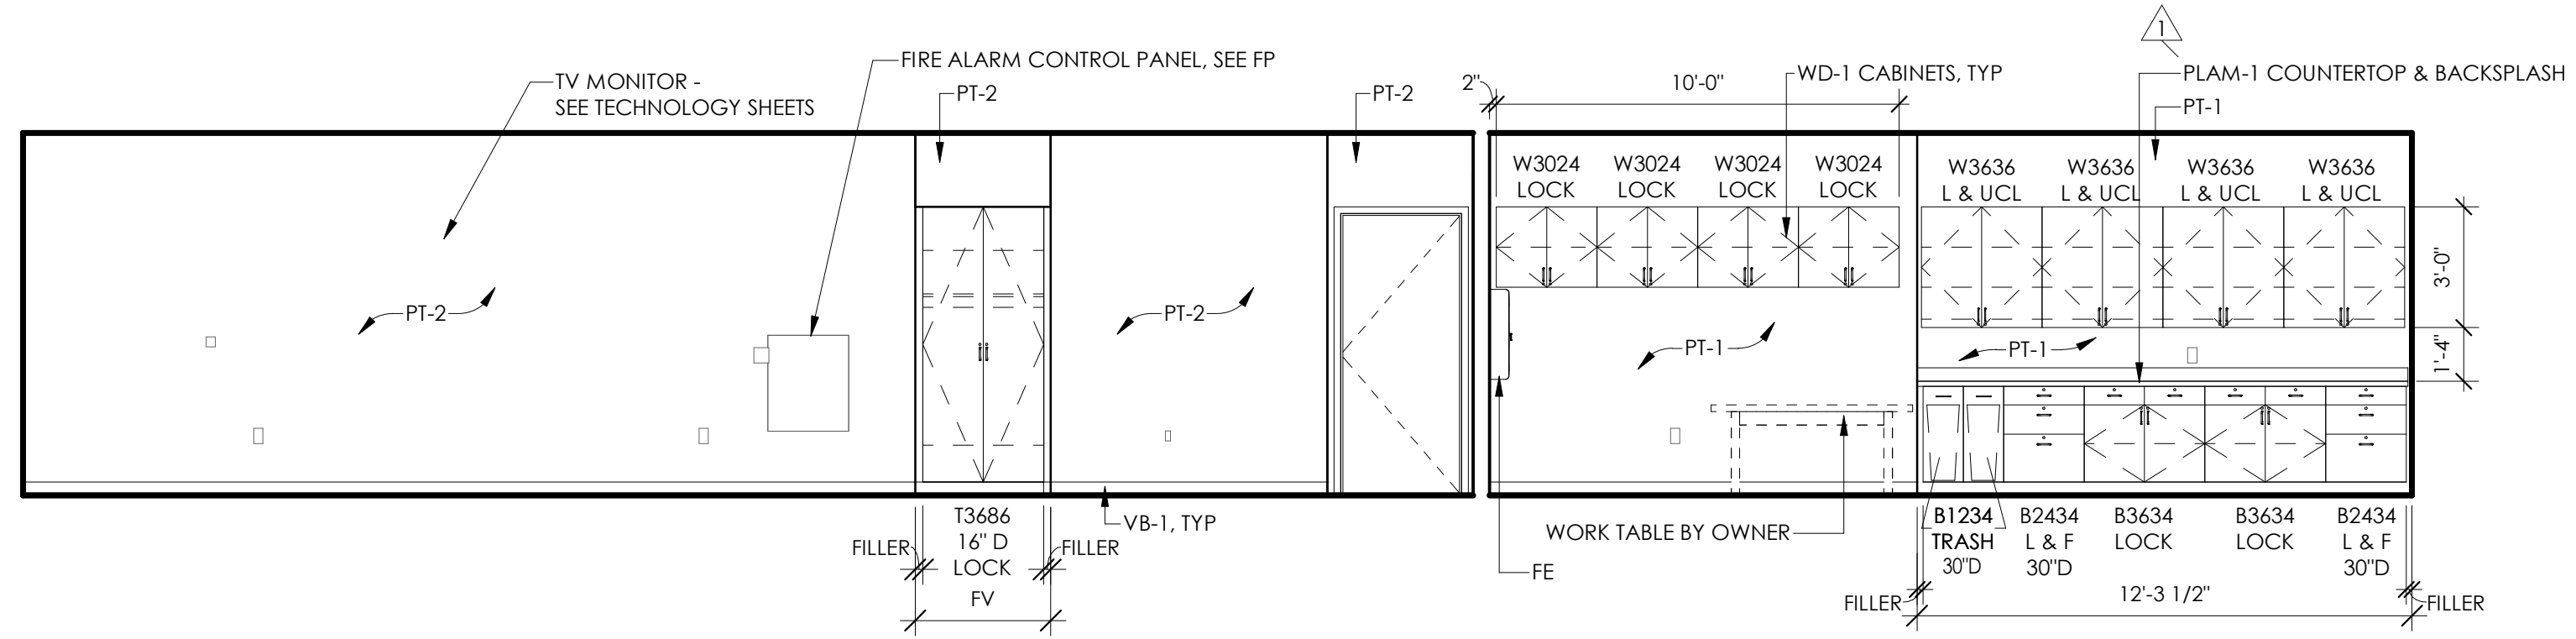 1
TV MONITOR -
SEE TECHNOLOGY SHEETS
FIRE ALARM CONTROL PANEL, SEE FP
PT-2
PT-2
2"
10'-0"
WD-1 CABINETS, TYP
PLAM-1 COUNTERTOP & BACKSPLASH
PT-1
W3024
LOCK
W3024
LOCK
W3024
LOCK
W3024
LOCK
W3636
L & UCL
W3636
L & UCL
W3636
L & UCL
W3636
L & UCL
3'-0"
1'-4"
PT-2
PT-2
PT-1
PT-1
FILLER
T3686
16" D
LOCK
FILLER
FV
VB-1, TYP
WORK TABLE BY OWNER
FE
B1234
TRASH
30"D
B2434
L & F
30"D
B3634
LOCK
B3634
LOCK
B2434
L & F
30"D
FILLER
12'-3 1/2"
FILLER